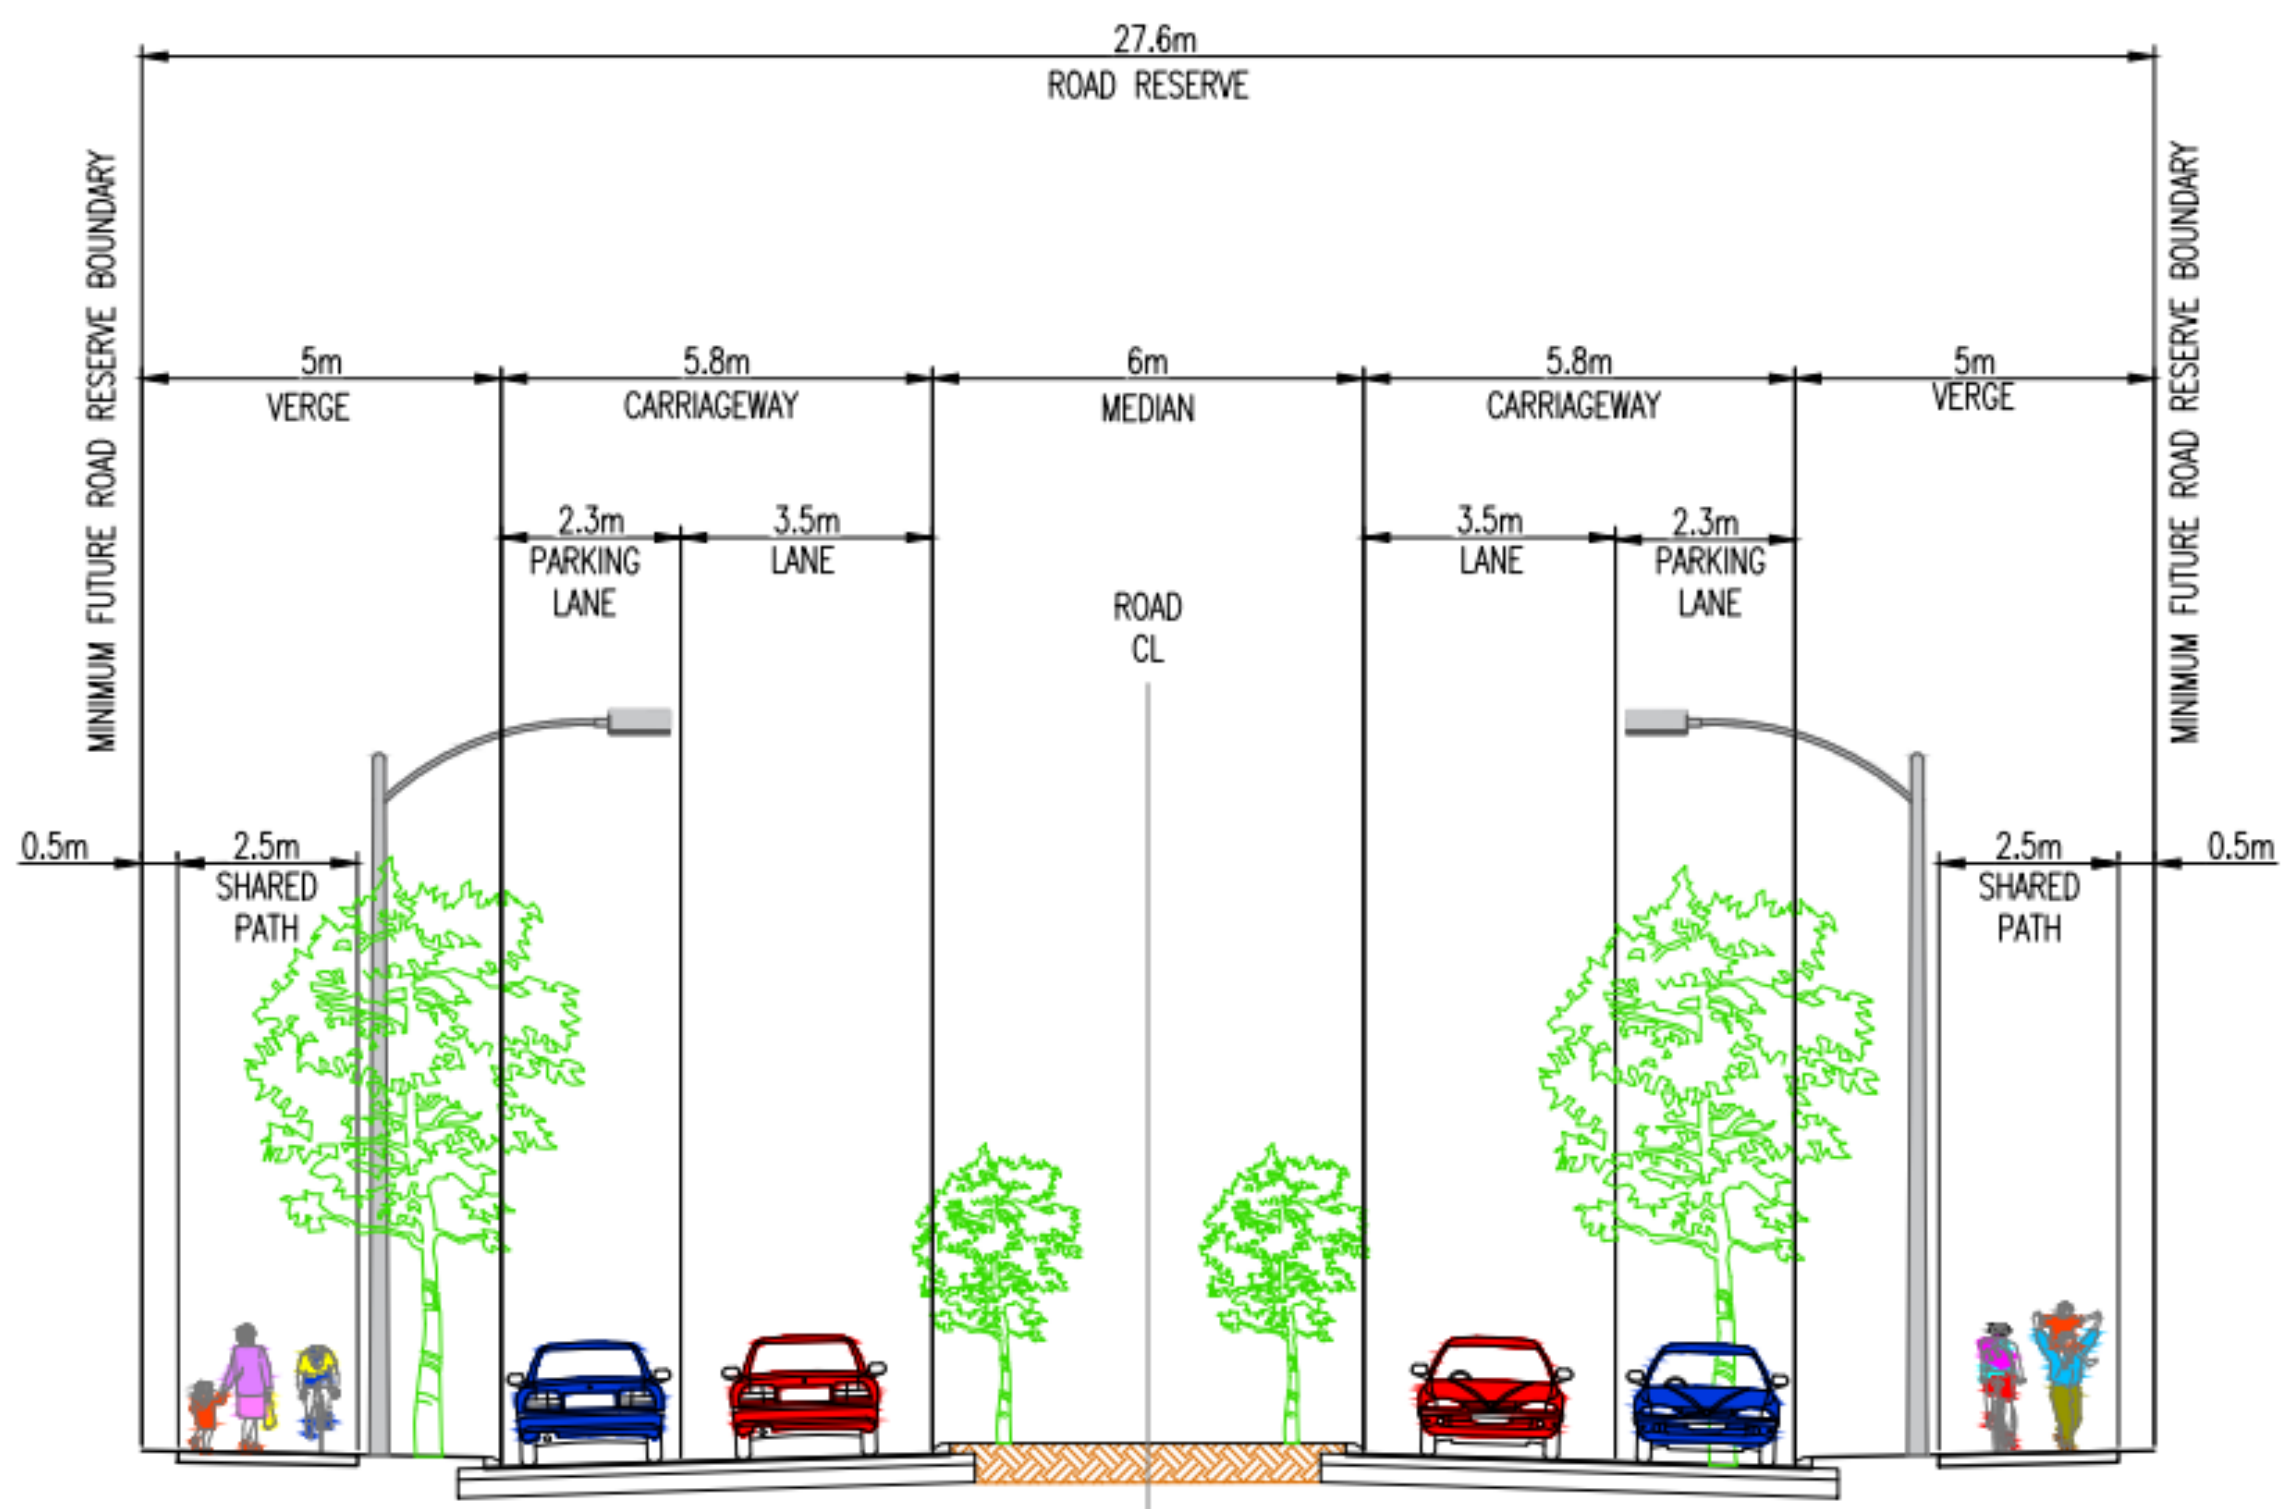 27.6m
ROAD RESERVE
MINIMUM FUTURE ROAD RESERVE BOUNDARY
MINIMUM FUTURE ROAD RESERVE BOUNDARY
5m
VERGE
5.8m
CARRIAGEWAY
6m
MEDIAN
5.8m
CARRIAGEWAY
5m
VERGE
2.3m
PARKING
LANE
3.5m
LANE
3.5m
LANE
2.3m
PARKING
LANE
ROAD
CL
0.5m
2.5m
SHARED
PATH
2.5m
SHARED
PATH
0.5m